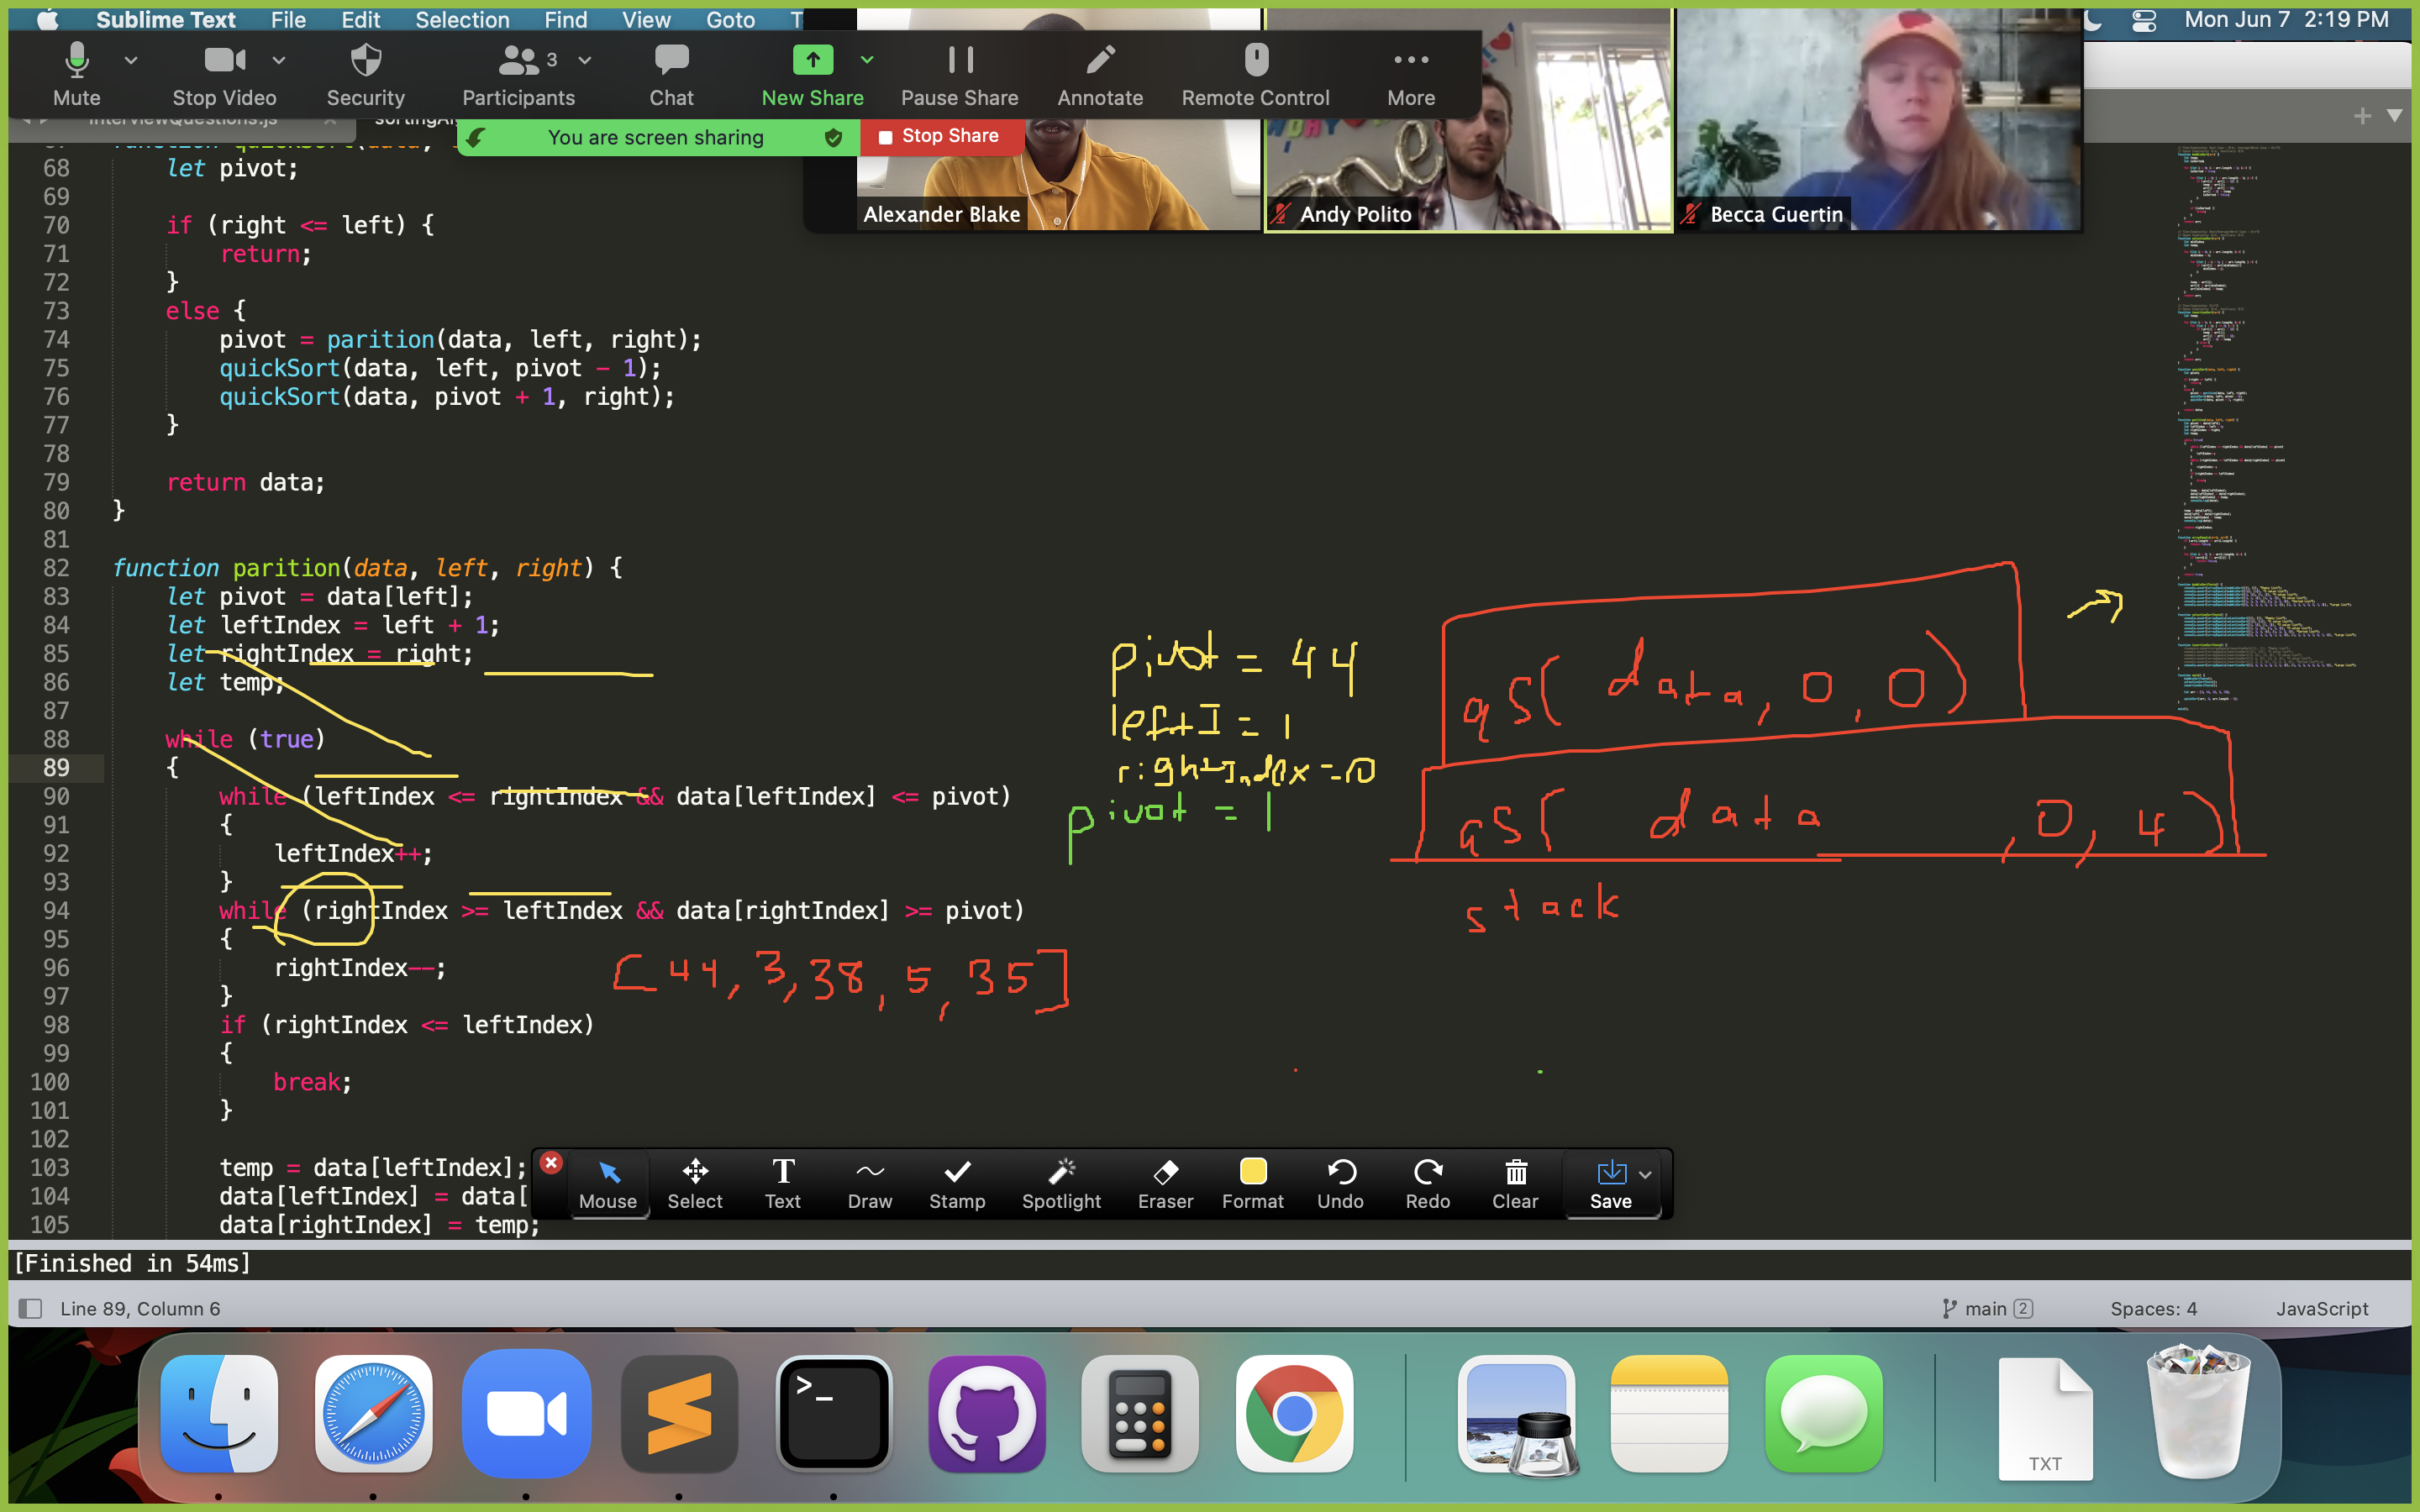 Sublime Text File Edit Selection Find View Goto T
Mon Jun 7 2:19 PM
Mute Stop Video Security Participants 3 Chat New Share Pause Share Annotate Remote Control More
You are screen sharing Stop Share
Alexander Blake
Andy Polito
Becca Guertin
68 let pivot;
69
70 if (right <= left) {
71 return;
72 }
73 else {
74 pivot = parition(data, left, right);
75 quickSort(data, left, pivot - 1);
76 quickSort(data, pivot + 1, right);
77 }
78
79 return data;
80 }
81
82 function parition(data, left, right) {
83 let pivot = data[left];
84 let leftIndex = left + 1;
85 let rightIndex = right;
86 let temp;
87
88 while (true)
89 {
90 while (leftIndex <= rightIndex && data[leftIndex] <= pivot)
91 {
92 leftIndex++;
93 }
94 while (rightIndex >= leftIndex && data[rightIndex] >= pivot)
95 {
96 rightIndex--;
97 }
98 if (rightIndex <= leftIndex)
99 {
100 break;
101 }
102
103 temp = data[leftIndex];
104 data[leftIndex] = data[
105 data[rightIndex] = temp;
pivot = 44
leftI = 1
rightIndex = 0
pivot = 1
qS( data, 0, 0)
qS( data , 0, 4)
stack
[44, 3, 38, 5, 35]
Mouse Select Text Draw Stamp Spotlight Eraser Format Undo Redo Clear Save
[Finished in 54ms]
Line 89, Column 6
main 2
Spaces: 4
JavaScript
TXT